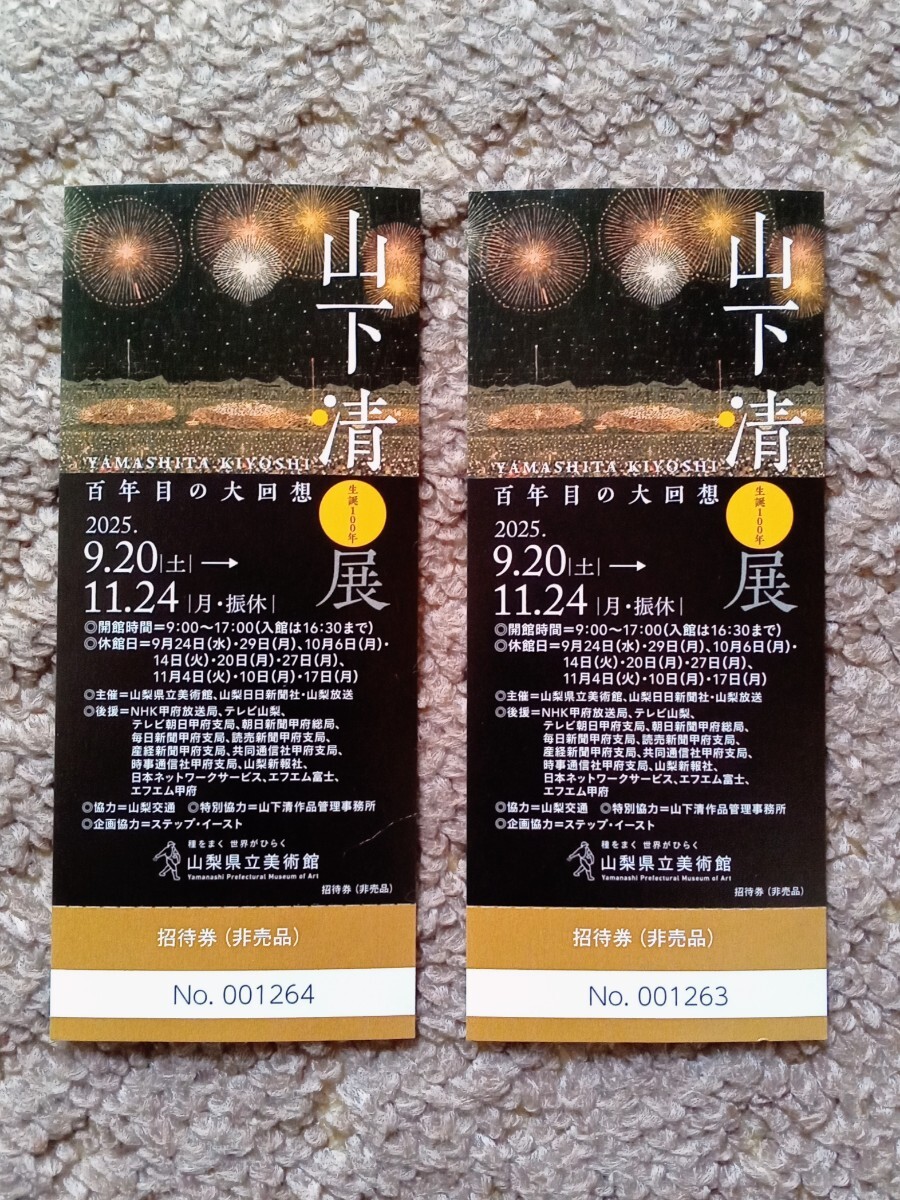 山下清
展
生誕100年
YAMASHITA KIYOSHI
百年目の大回想
2025.
9.20|土|→
11.24|月・振休|
◎開館時間=9:00〜17:00(入館は16:30まで)
◎休館日=9月24日(水)・29日(月)、10月6日(月)・
14日(火)・20日(月)・27日(月)、
11月4日(火)・10日(月)・17日(月)
◎主催=山梨県立美術館、山梨日日新聞社・山梨放送
◎後援=NHK甲府放送局、テレビ山梨、
テレビ朝日甲府支局、朝日新聞甲府総局、
毎日新聞甲府支局、読売新聞甲府支局、
産経新聞甲府支局、共同通信社甲府支局、
時事通信社甲府支局、山梨新報社、
日本ネットワークサービス、エフエム富士、
エフエム甲府
◎協力=山梨交通 ◎特別協力=山下清作品管理事務所
◎企画協力=ステップ・イースト
種をまく 世界がひらく
山梨県立美術館
Yamanashi Prefectural Museum of Art
招待券(非売品)
招待券(非売品)
No. 001264
山下清
展
生誕100年
YAMASHITA KIYOSHI
百年目の大回想
2025.
9.20|土|→
11.24|月・振休|
◎開館時間=9:00〜17:00(入館は16:30まで)
◎休館日=9月24日(水)・29日(月)、10月6日(月)・
14日(火)・20日(月)・27日(月)、
11月4日(火)・10日(月)・17日(月)
◎主催=山梨県立美術館、山梨日日新聞社・山梨放送
◎後援=NHK甲府放送局、テレビ山梨、
テレビ朝日甲府支局、朝日新聞甲府総局、
毎日新聞甲府支局、読売新聞甲府支局、
産経新聞甲府支局、共同通信社甲府支局、
時事通信社甲府支局、山梨新報社、
日本ネットワークサービス、エフエム富士、
エフエム甲府
◎協力=山梨交通 ◎特別協力=山下清作品管理事務所
◎企画協力=ステップ・イースト
種をまく 世界がひらく
山梨県立美術館
Yamanashi Prefectural Museum of Art
招待券(非売品)
招待券(非売品)
No. 001263